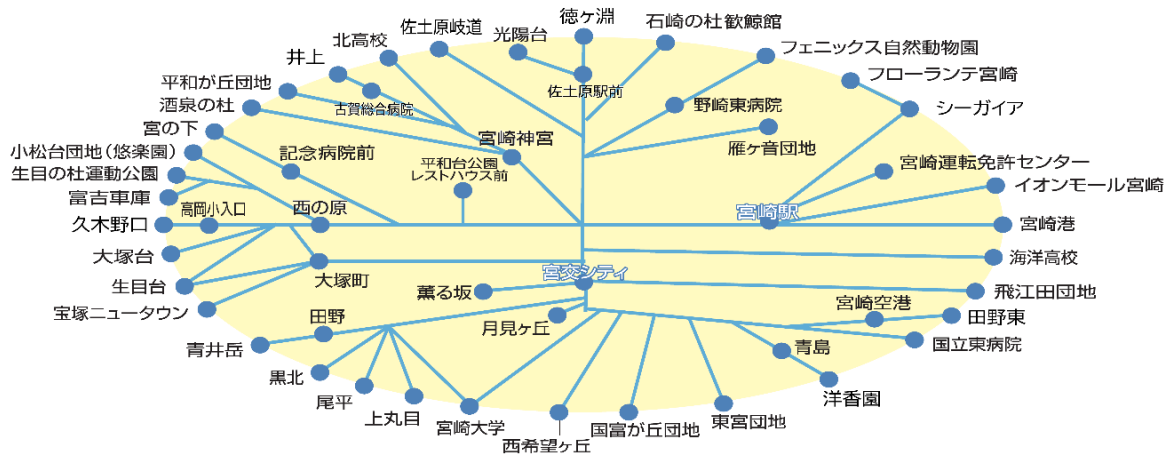 徳ヶ淵
石崎の杜歓鯨館
佐土原岐道
光陽台
北高校
フェニックス自然動物園
井上
フローランテ宮崎
平和が丘団地
古賀総合病院
佐土原駅前
野崎東病院
シーガイア
酒泉の杜
宮の下
宮崎神宮
雁ヶ音団地
小松台団地(悠楽園)
記念病院前
平和台公園
レストハウス前
宮崎運転免許センター
生目の杜運動公園
イオンモール宮崎
富吉車庫
高岡小入口
西の原
宮崎駅
久木野口
宮崎港
大塚台
海洋高校
大塚町
宮交シティ
生目台
薫る坂
飛江田団地
宝塚ニュータウン
田野
月見ヶ丘
宮崎空港
田野東
青井岳
青島
国立東病院
黒北
尾平
上丸目
宮崎大学
西希望ヶ丘
国富が丘団地
東宮団地
洋香園